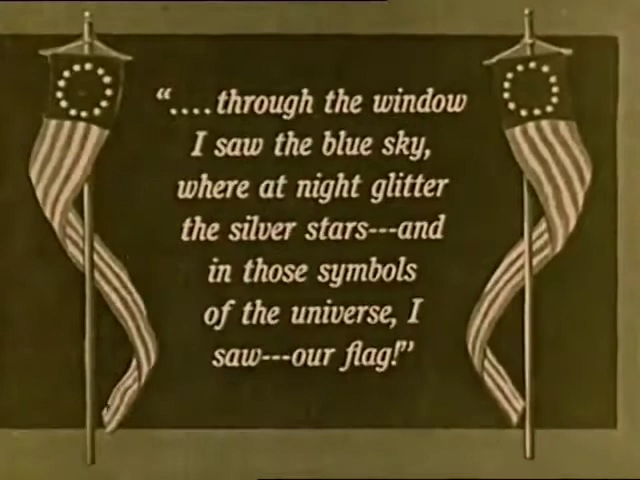 “....through the window
I saw the blue sky,
where at night glitter
the silver stars---and
in those symbols
of the universe, I
saw---our flag!”